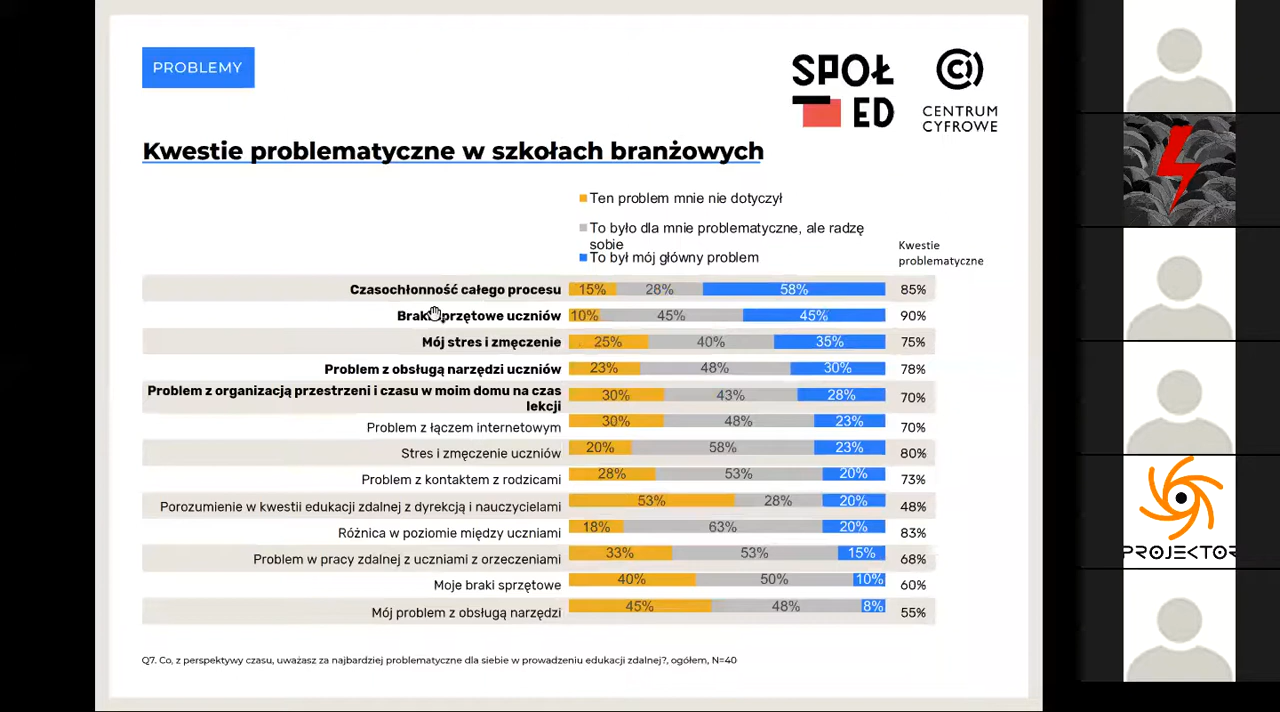 PROBLEMY
SPOŁ
ED
CENTRUM
CYFROWE
Kwestie problematyczne w szkołach branżowych
Ten problem mnie nie dotyczył
To było dla mnie problematyczne, ale radzę
sobie
To był mój główny problem
Kwestie
problematyczne
Czasochłonność całego procesu 15% 28% 58% 85%
Braki sprzętowe uczniów 10% 45% 45% 90%
Mój stres i zmęczenie 25% 40% 35% 75%
Problem z obsługą narzędzi uczniów 23% 48% 30% 78%
Problem z organizacją przestrzeni i czasu w moim domu na czas
lekcji 30% 43% 28% 70%
Problem z łączem internetowym 30% 48% 23% 70%
Stres i zmęczenie uczniów 20% 58% 23% 80%
Problem z kontaktem z rodzicami 28% 53% 20% 73%
Porozumienie w kwestii edukacji zdalnej z dyrekcją i nauczycielami 53% 28% 20% 48%
Różnica w poziomie między uczniami 18% 63% 20% 83%
Problem w pracy zdalnej z uczniami z orzeczeniami 33% 53% 15% 68%
Moje braki sprzętowe 40% 50% 10% 60%
Mój problem z obsługą narzędzi 45% 48% 8% 55%
Q7. Co, z perspektywy czasu, uważasz za najbardziej problematyczne dla siebie w prowadzeniu edukacji zdalnej?, ogółem, N=40
PROJEKTOR